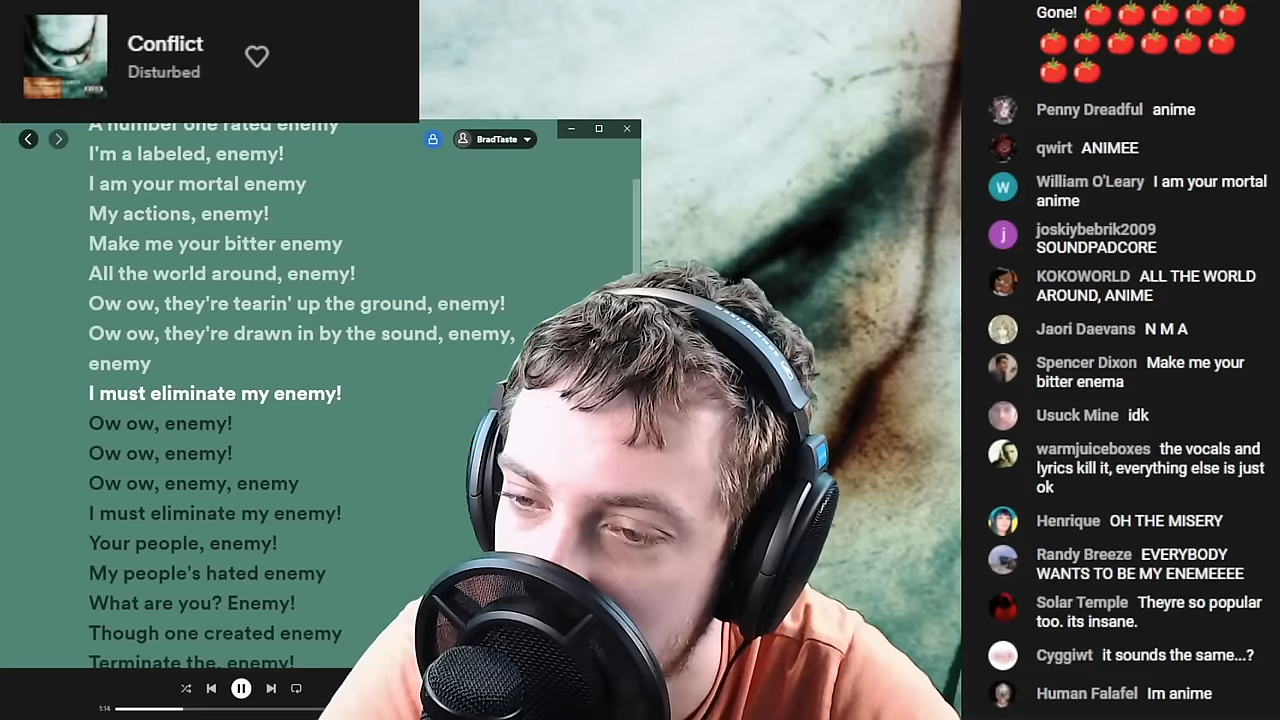 Conflict
Disturbed
BradTaste
A number one rated enemy
I'm a labeled, enemy!
I am your mortal enemy
My actions, enemy!
Make me your bitter enemy
All the world around, enemy!
Ow ow, they're tearin' up the ground, enemy!
Ow ow, they're drawn in by the sound, enemy,
enemy
I must eliminate my enemy!
Ow ow, enemy!
Ow ow, enemy!
Ow ow, enemy, enemy
I must eliminate my enemy!
Your people, enemy!
My people's hated enemy
What are you? Enemy!
Though one created enemy
Terminate the, enemy!
1:14
Gone! 🍅🍅🍅🍅🍅
🍅🍅🍅🍅🍅🍅
🍅🍅
Penny Dreadful anime
qwirt ANIMEE
W
William O'Leary I am your mortal
anime
j
joskiybebrik2009
SOUNDPADCORE
KOKOWORLD ALL THE WORLD
AROUND, ANIME
Jaori Daevans N M A
Spencer Dixon Make me your
bitter enema
Usuck Mine idk
warmjuiceboxes the vocals and
lyrics kill it, everything else is just
ok
Henrique OH THE MISERY
Randy Breeze EVERYBODY
WANTS TO BE MY ENEMEEEE
Solar Temple Theyre so popular
too. its insane.
Cyggiwt it sounds the same...?
Human Falafel Im anime